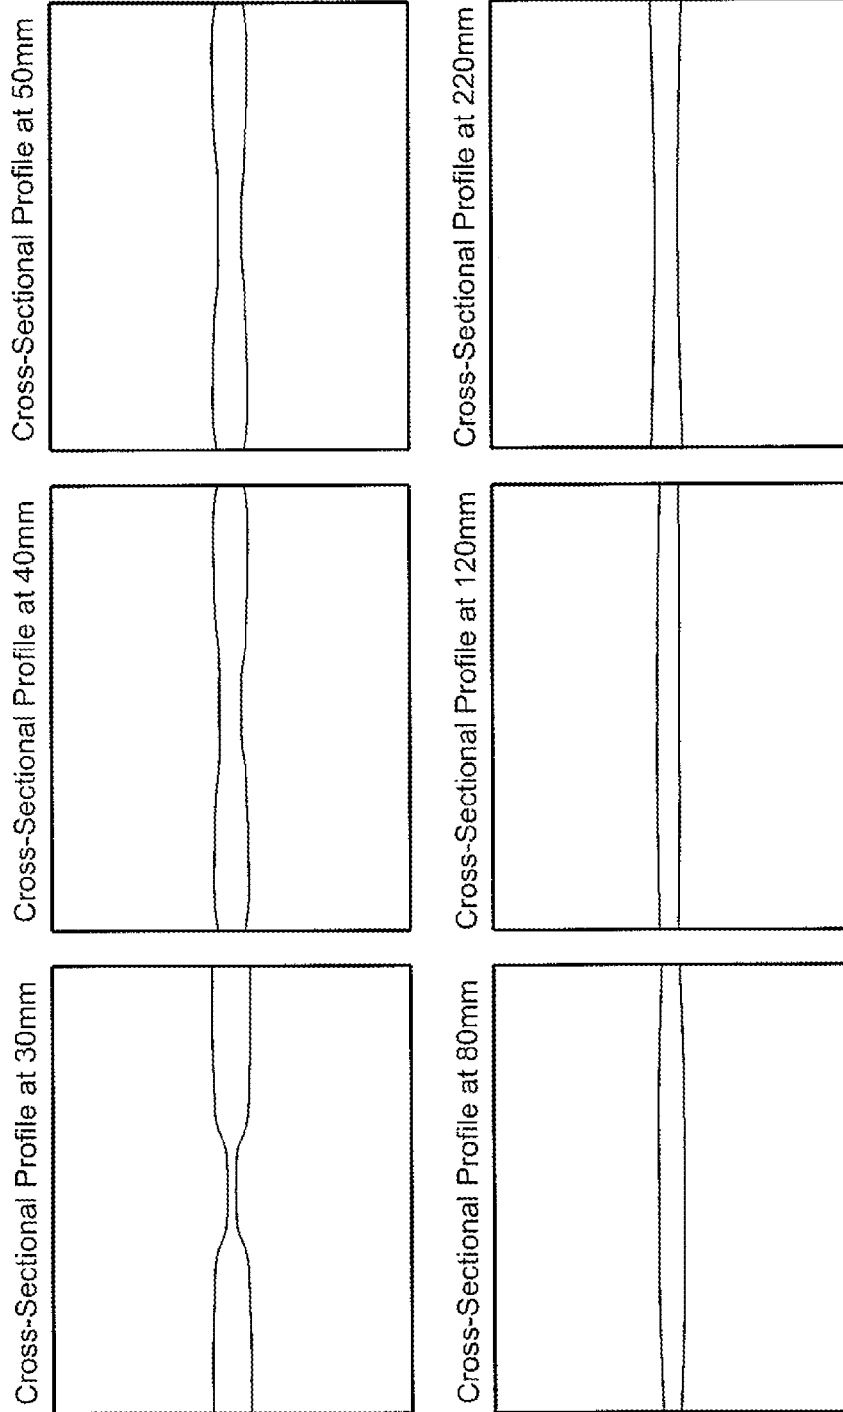 Cross-Sectional Profile at 30mm
Cross-Sectional Profile at 40mm
Cross-Sectional Profile at 50mm
Cross-Sectional Profile at 80mm
Cross-Sectional Profile at 120mm
Cross-Sectional Profile at 220mm